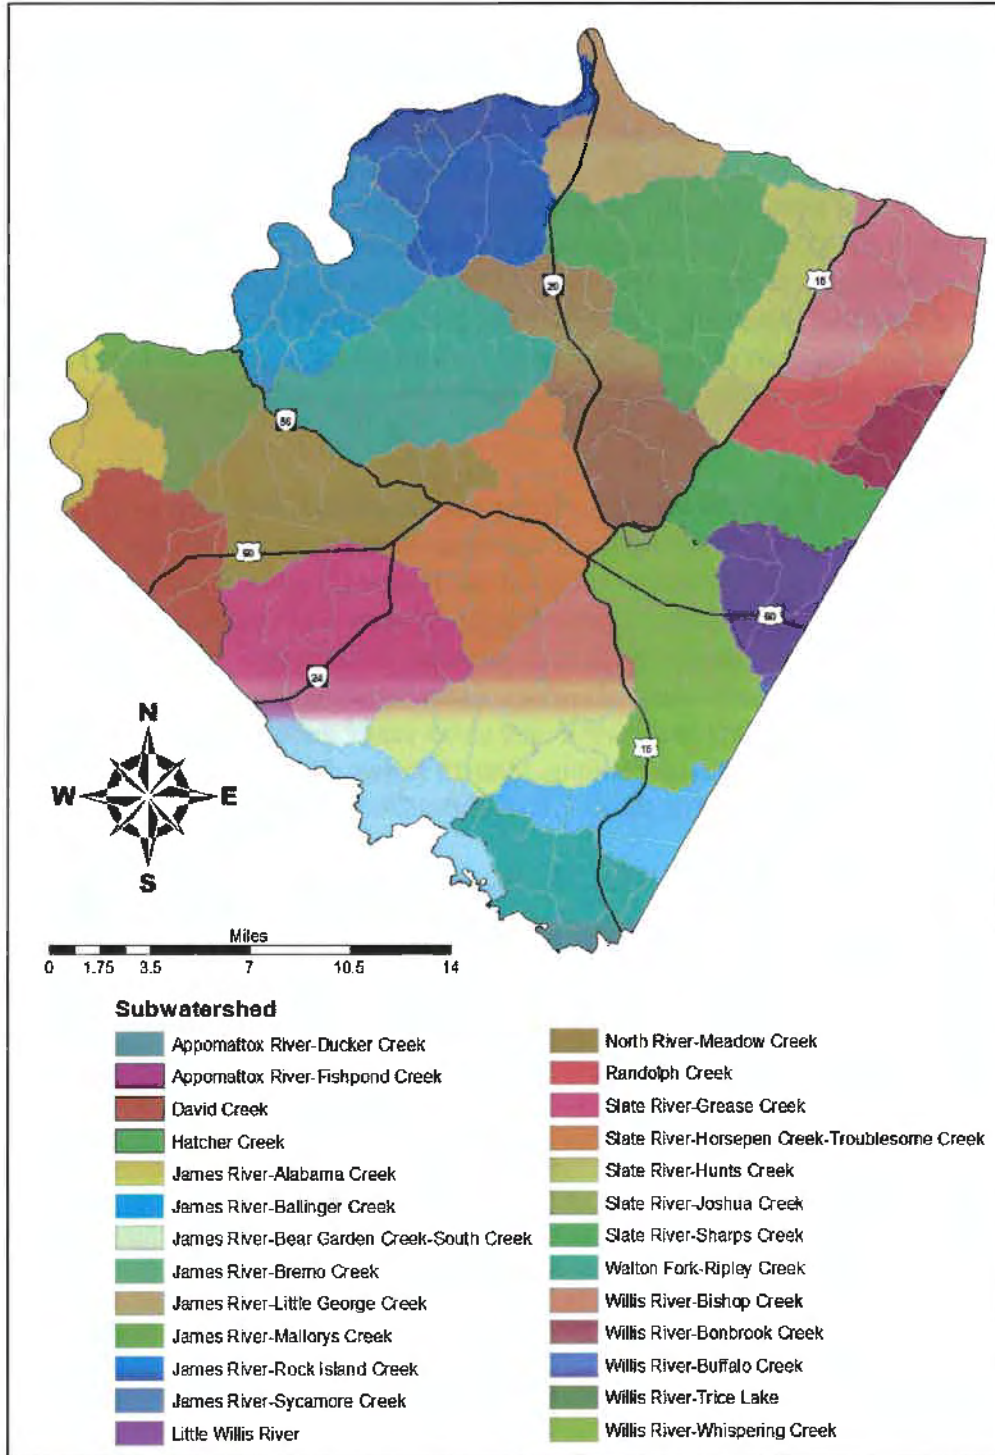 20
15
56
60
60
24
15
N
W E
S
Miles
0 1.75 3.5 7 10.5 14
Subwatershed
Appomattox River-Ducker Creek
Appomattox River-Fishpond Creek
David Creek
Hatcher Creek
James River-Alabama Creek
James River-Ballinger Creek
James River-Bear Garden Creek-South Creek
James River-Bremo Creek
James River-Little George Creek
James River-Mallorys Creek
James River-Rock Island Creek
James River-Sycamore Creek
Little Willis River
North River-Meadow Creek
Randolph Creek
Slate River-Grease Creek
Slate River-Horsepen Creek-Troublesome Creek
Slate River-Hunts Creek
Slate River-Joshua Creek
Slate River-Sharps Creek
Walton Fork-Ripley Creek
Willis River-Bishop Creek
Willis River-Bonbrook Creek
Willis River-Buffalo Creek
Willis River-Trice Lake
Willis River-Whispering Creek